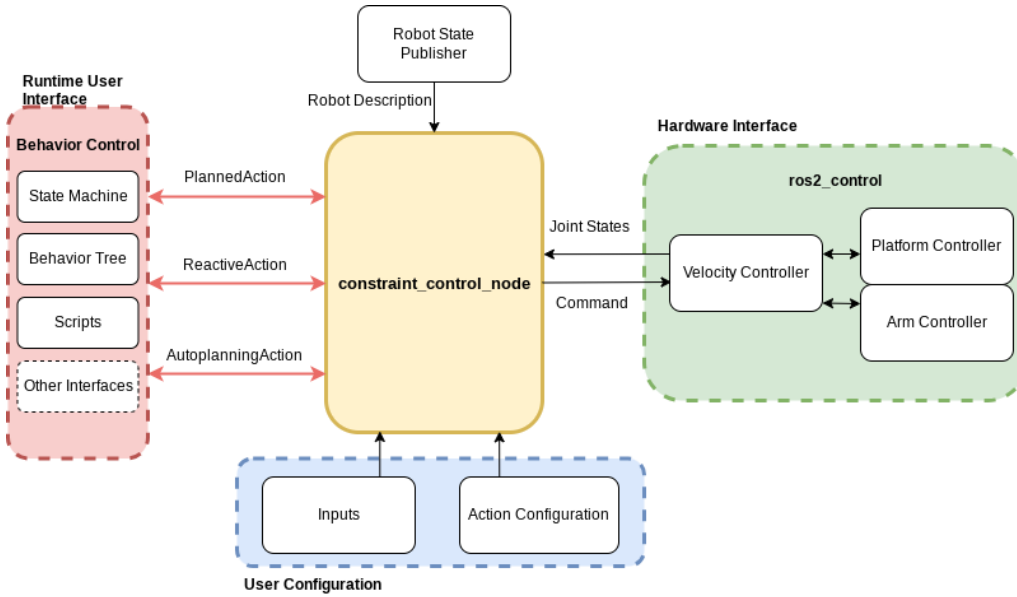 Robot State
Publisher
Robot Description
Runtime User
Interface
Behavior Control
State Machine
Behavior Tree
Scripts
Other Interfaces
PlannedAction
ReactiveAction
AutoplanningAction
constraint_control_node
Hardware Interface
ros2_control
Joint States
Command
Velocity Controller
Platform Controller
Arm Controller
Inputs
Action Configuration
User Configuration